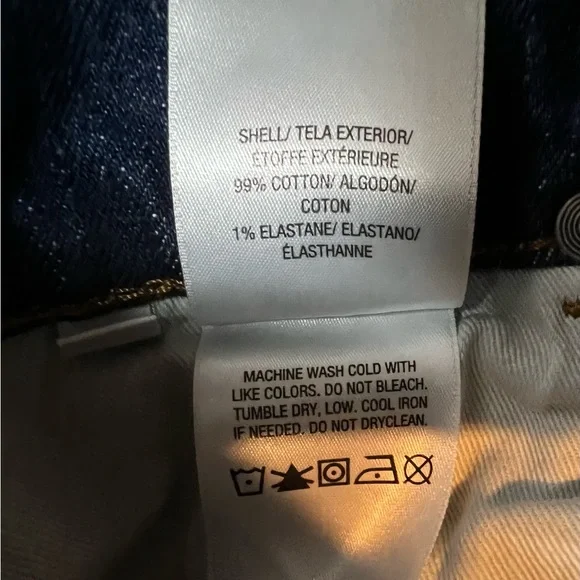 SHELL/ TELA EXTERIOR/
ÉTOFFE EXTÉRIEURE
99% COTTON/ ALGODÓN/
COTON
1% ELASTANE/ ELASTANO/
ÉLASTHANNE
MACHINE WASH COLD WITH
LIKE COLORS. DO NOT BLEACH.
TUMBLE DRY, LOW. COOL IRON
IF NEEDED. DO NOT DRYCLEAN.